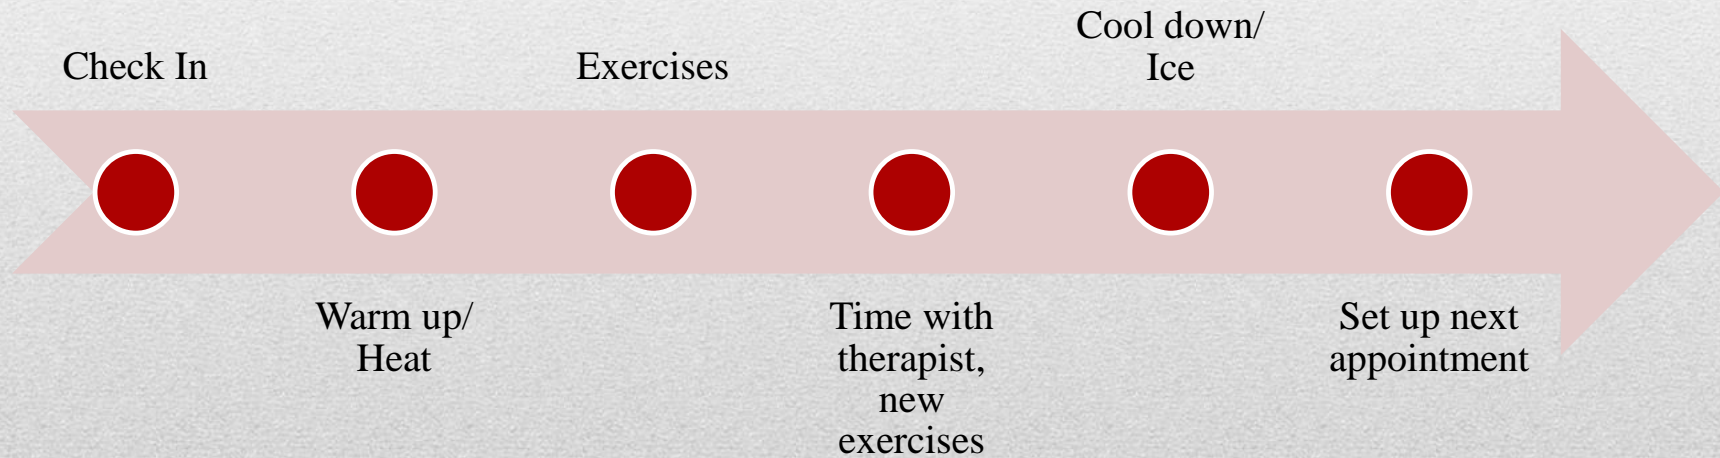 Check In
Warm up/
Heat
Exercises
Time with
therapist,
new
exercises
Cool down/
Ice
Set up next
appointment